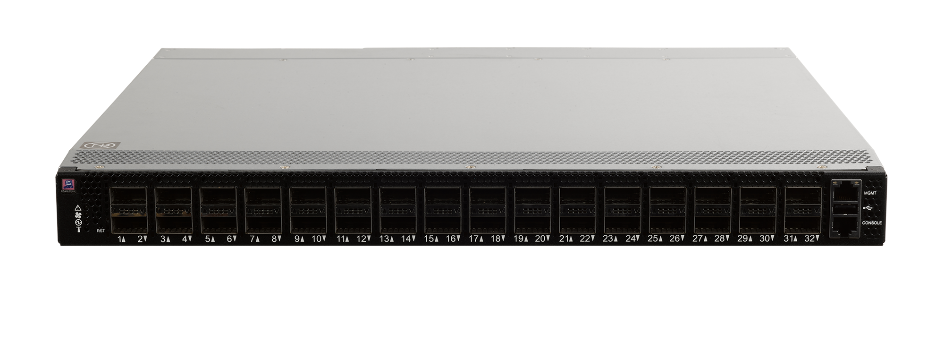 MGMT
RST
CONSOLE
1▲ 2▼ 3▲ 4▼ 5▲ 6▼ 7▲ 8▼ 9▲ 10▼ 11▲ 12▼ 13▲ 14▼ 15▲ 16▼ 17▲ 18▼ 19▲ 20▼ 21▲ 22▼ 23▲ 24▼ 25▲ 26▼ 27▲ 28▼ 29▲ 30▼ 31▲ 32▼